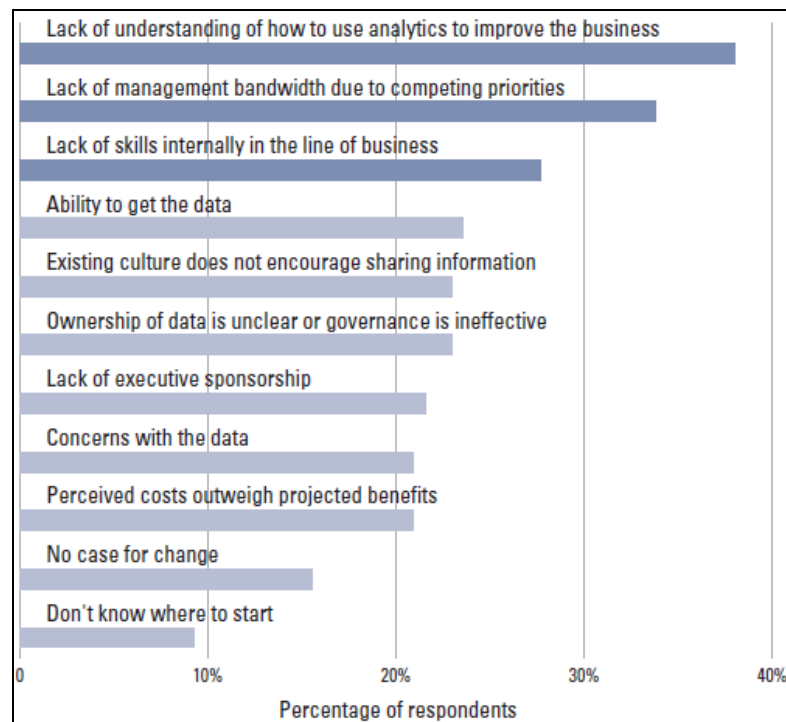 Lack of understanding of how to use analytics to improve the business
Lack of management bandwidth due to competing priorities
Lack of skills internally in the line of business
Ability to get the data
Existing culture does not encourage sharing information
Ownership of data is unclear or governance is ineffective
Lack of executive sponsorship
Concerns with the data
Perceived costs outweigh projected benefits
No case for change
Don't know where to start
0 10% 20% 30% 40%
Percentage of respondents